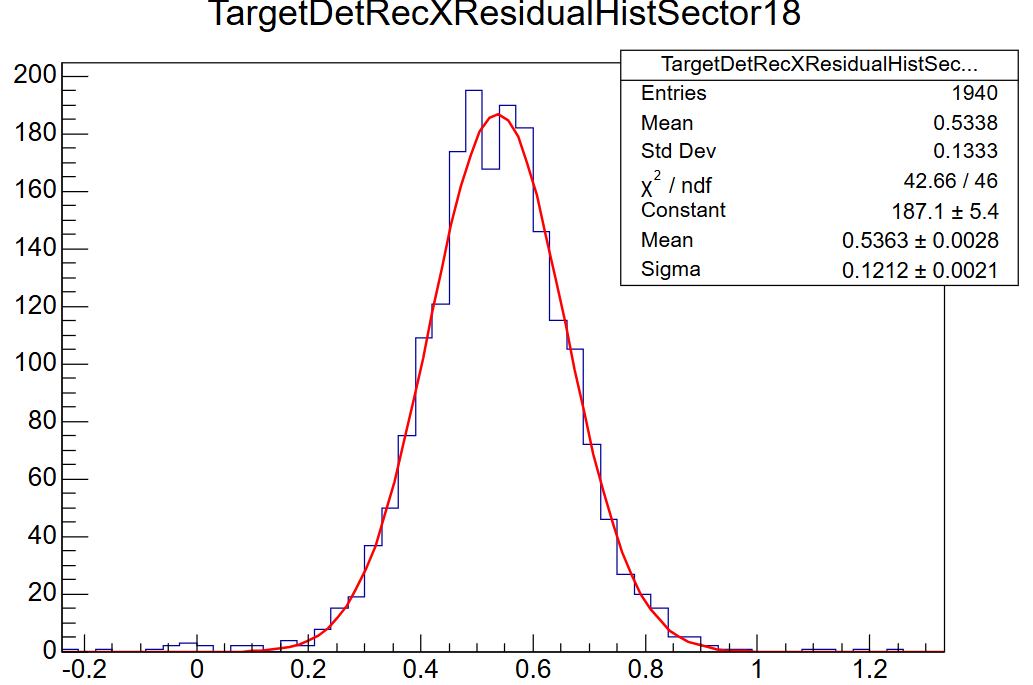 TargetDetRecXResidualHistSector18
TargetDetRecXResidualHistSec...
Entries 1940
Mean 0.5338
Std Dev 0.1333
χ² / ndf 42.66 / 46
Constant 187.1 ± 5.4
Mean 0.5363 ± 0.0028
Sigma 0.1212 ± 0.0021
200
180
160
140
120
100
80
60
40
20
0
-0.2 0 0.2 0.4 0.6 0.8 1 1.2